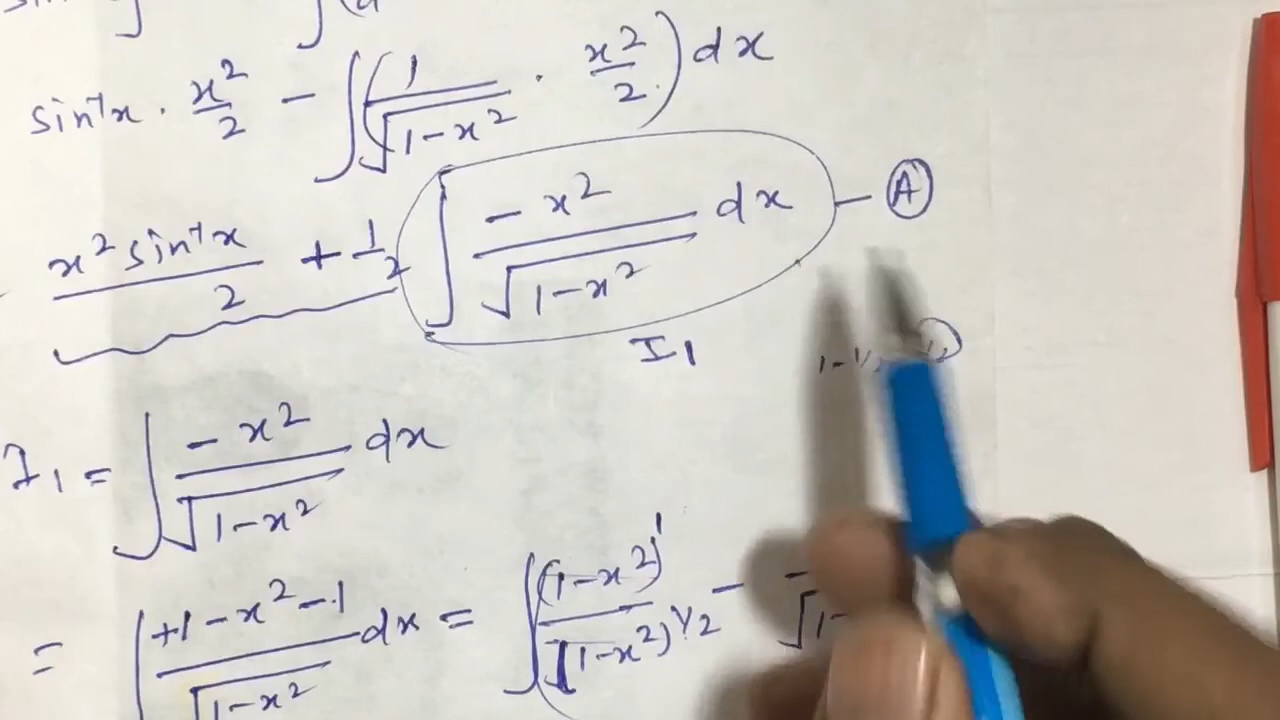 sin⁻¹x · x²/2 − ∫(1/√(1−x²) · x²/2) dx
x² sin⁻¹x/2 + 1/2 ∫ −x²/√(1−x²) dx − Ⓐ
I₁
I₁ = ∫ −x²/√(1−x²) dx
= ∫ +1−x²−1/√(1−x²) dx = ∫ (1−x²)¹/(1−x²)^1/2 −